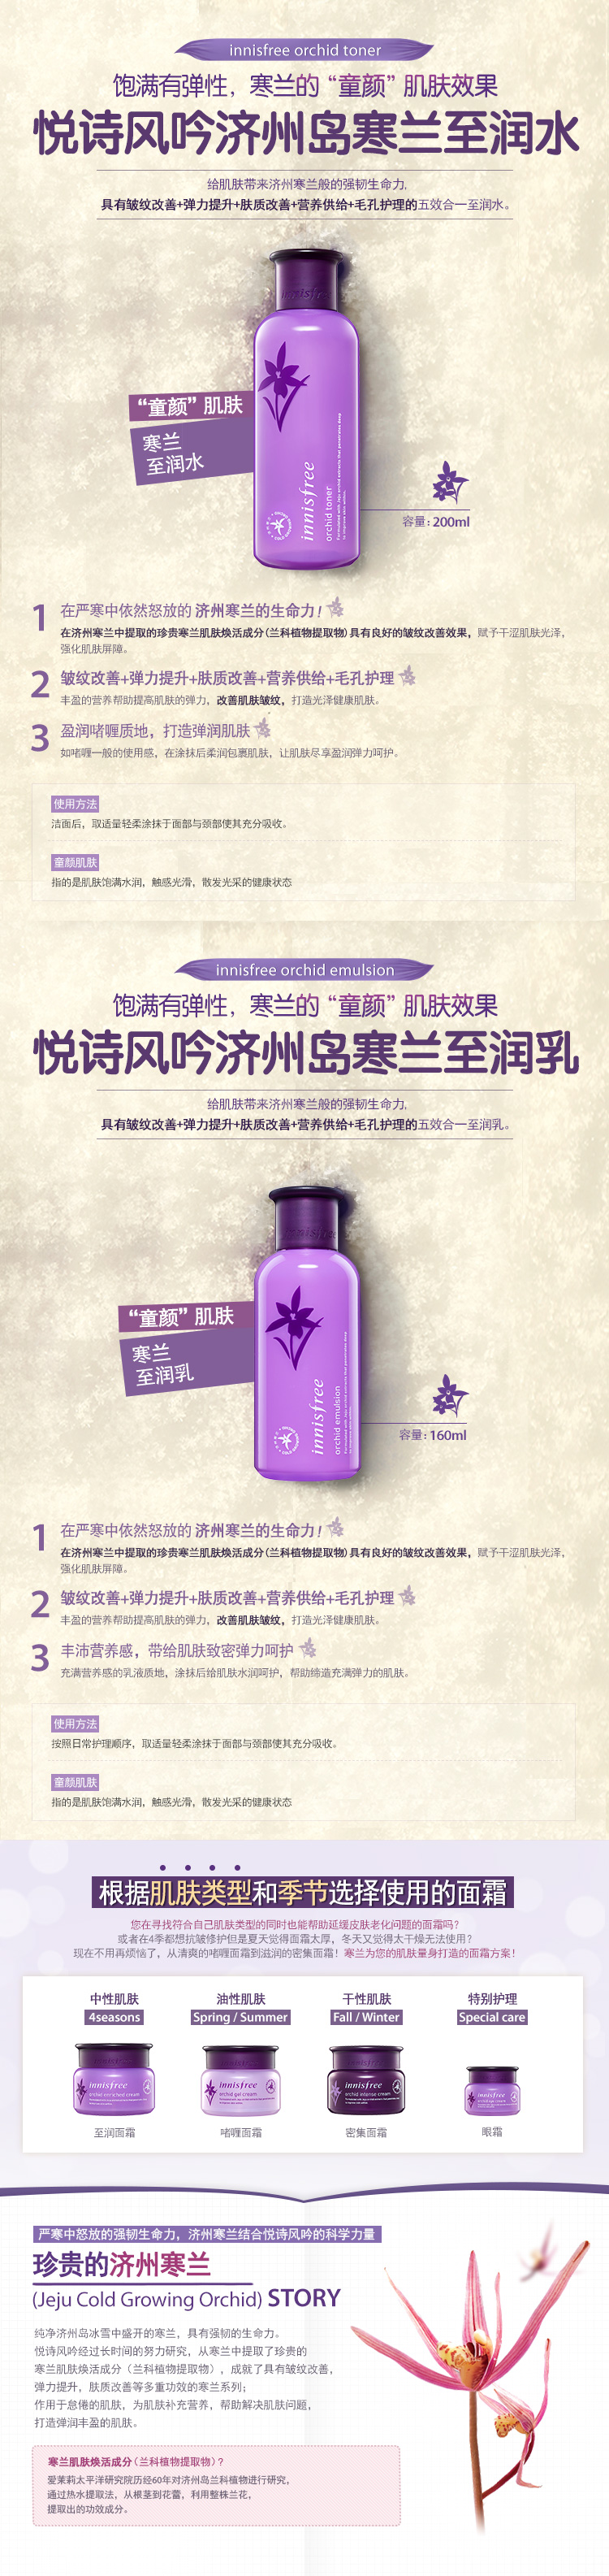 innisfree orchid toner
饱满有弹性，寒兰的“童颜”肌肤效果
悦诗风吟济州岛寒兰至润水
给肌肤带来济州寒兰般的强韧生命力,
具有皱纹改善+弹力提升+肤质改善+营养供给+毛孔护理的五效合一至润水。
innisfree
“童颜”肌肤
寒兰
至润水
innisfree
orchid toner
容量: 200ml
1 在严寒中依然怒放的 济州寒兰的生命力!
在济州寒兰中提取的珍贵寒兰肌肤焕活成分(兰科植物提取物)具有良好的皱纹改善效果，赋予干涩肌肤光泽，
强化肌肤屏障。
2 皱纹改善+弹力提升+肤质改善+营养供给+毛孔护理
丰盈的营养帮助提高肌肤的弹力，改善肌肤皱纹，打造光泽健康肌肤。
3 盈润啫喱质地，打造弹润肌肤
如啫喱一般的使用感，在涂抹后柔润包裹肌肤，让肌肤尽享盈润弹力呵护。
使用方法
洁面后，取适量轻柔涂抹于面部与颈部使其充分吸收。
童颜肌肤
指的是肌肤饱满水润，触感光滑，散发光采的健康状态
innisfree orchid emulsion
饱满有弹性，寒兰的“童颜”肌肤效果
悦诗风吟济州岛寒兰至润乳
给肌肤带来济州寒兰般的强韧生命力,
具有皱纹改善+弹力提升+肤质改善+营养供给+毛孔护理的五效合一至润乳。
“童颜”肌肤
寒兰
至润乳
innisfree
orchid emulsion
容量: 160ml
1 在严寒中依然怒放的 济州寒兰的生命力!
在济州寒兰中提取的珍贵寒兰肌肤焕活成分(兰科植物提取物)具有良好的皱纹改善效果，赋予干涩肌肤光泽，
强化肌肤屏障。
2 皱纹改善+弹力提升+肤质改善+营养供给+毛孔护理
丰盈的营养帮助提高肌肤的弹力，改善肌肤皱纹，打造光泽健康肌肤。
3 丰沛营养感，带给肌肤致密弹力呵护
充满营养感的乳液质地，涂抹后给肌肤水润呵护，帮助缔造充满弹力的肌肤。
使用方法
按照日常护理顺序，取适量轻柔涂抹于面部与颈部使其充分吸收。
童颜肌肤
指的是肌肤饱满水润，触感光滑，散发光采的健康状态
根据肌肤类型和季节选择使用的面霜
您在寻找符合自己肌肤类型的同时也能帮助延缓皮肤老化问题的面霜吗？
或者在4季都想抗皱修护但是夏天觉得面霜太厚，冬天又觉得太干燥无法使用？
现在不用再烦恼了，从清爽的啫喱面霜到滋润的密集面霜！寒兰为您的肌肤量身打造的面霜方案！
中性肌肤 油性肌肤 干性肌肤 特别护理
4seasons Spring / Summer Fall / Winter Special care
innisfree innisfree innisfree innisfree
orchid enriched cream orchid gel cream orchid intense cream orchid eye cream
至润面霜 啫喱面霜 密集面霜 眼霜
严寒中怒放的强韧生命力，济州寒兰结合悦诗风吟的科学力量
珍贵的济州寒兰
(Jeju Cold Growing Orchid) STORY
纯净济州岛冰雪中盛开的寒兰，具有强韧的生命力。
悦诗风吟经过长时间的努力研究，从寒兰中提取了珍贵的
寒兰肌肤焕活成分（兰科植物提取物），成就了具有皱纹改善，
弹力提升，肤质改善等多重功效的寒兰系列；
作用于怠倦的肌肤，为肌肤补充营养，帮助解决肌肤问题，
打造弹润丰盈的肌肤。
寒兰肌肤焕活成分（兰科植物提取物）?
爱茉莉太平洋研究院历经60年对济州岛兰科植物进行研究，
通过热水提取法，从根茎到花蕾，利用整株兰花，
提取出的功效成分。